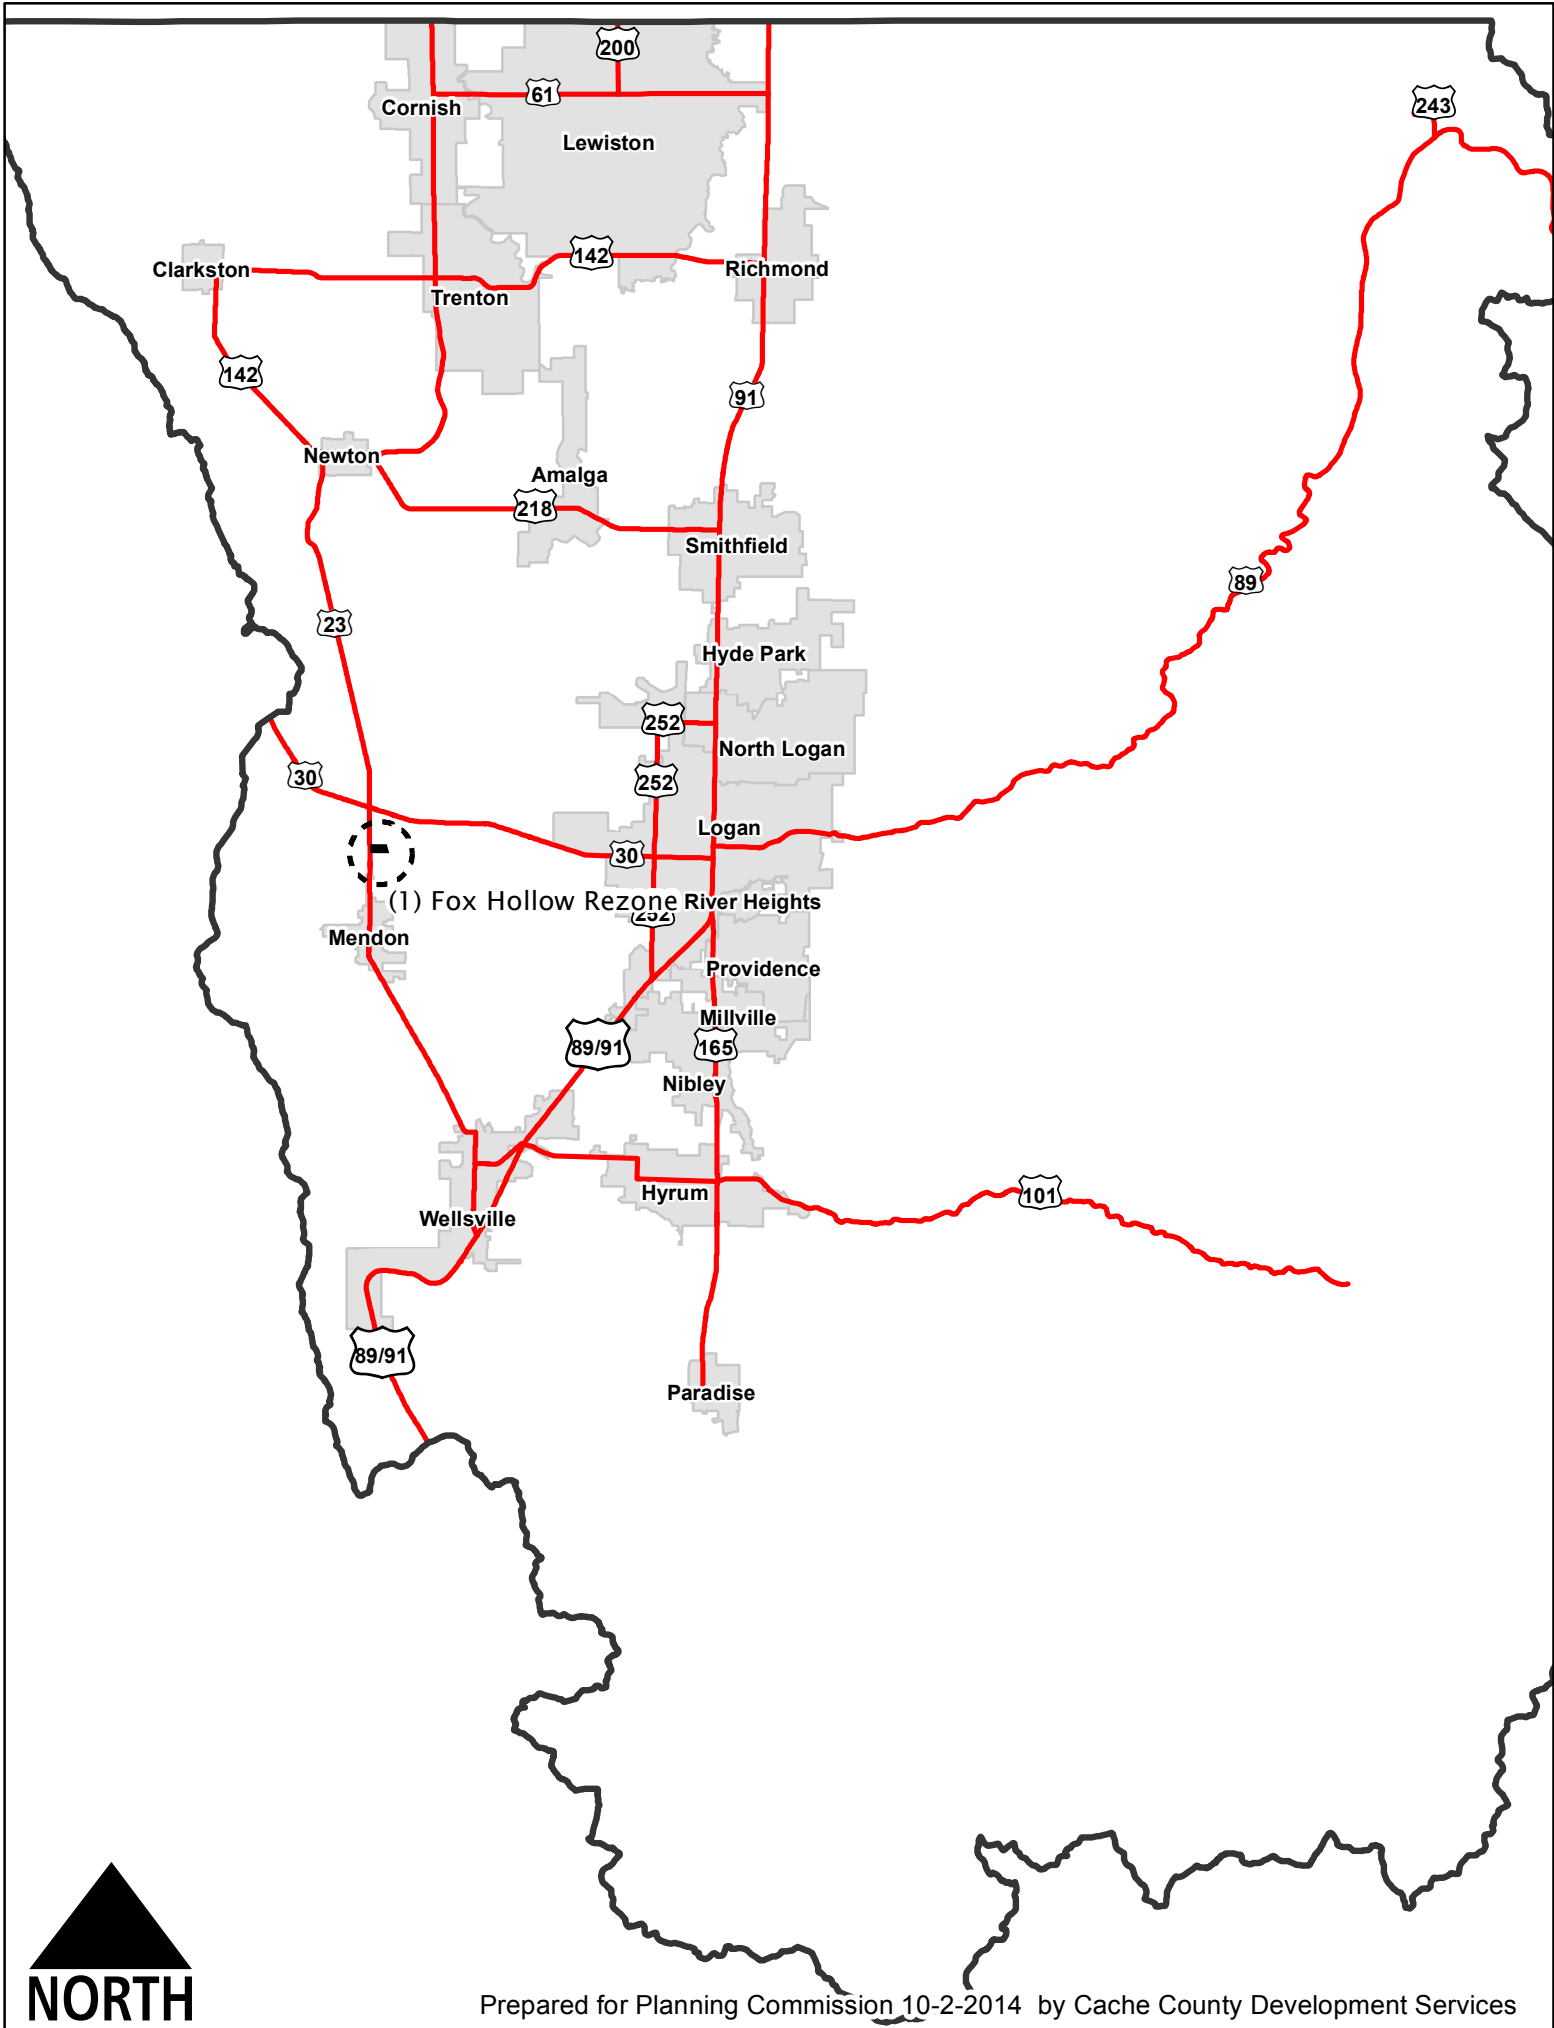 200
61
243
Cornish
Lewiston
142
Clarkston
Richmond
Trenton
142
91
Newton
Amalga
218
Smithfield
89
23
Hyde Park
252
North Logan
30
252
Logan
30
(1) Fox Hollow Rezone
River Heights
252
Mendon
Providence
Millville
89/91
165
Nibley
Hyrum
101
Wellsville
89/91
Paradise
NORTH
Prepared for Planning Commission 10-2-2014 by Cache County Development Services